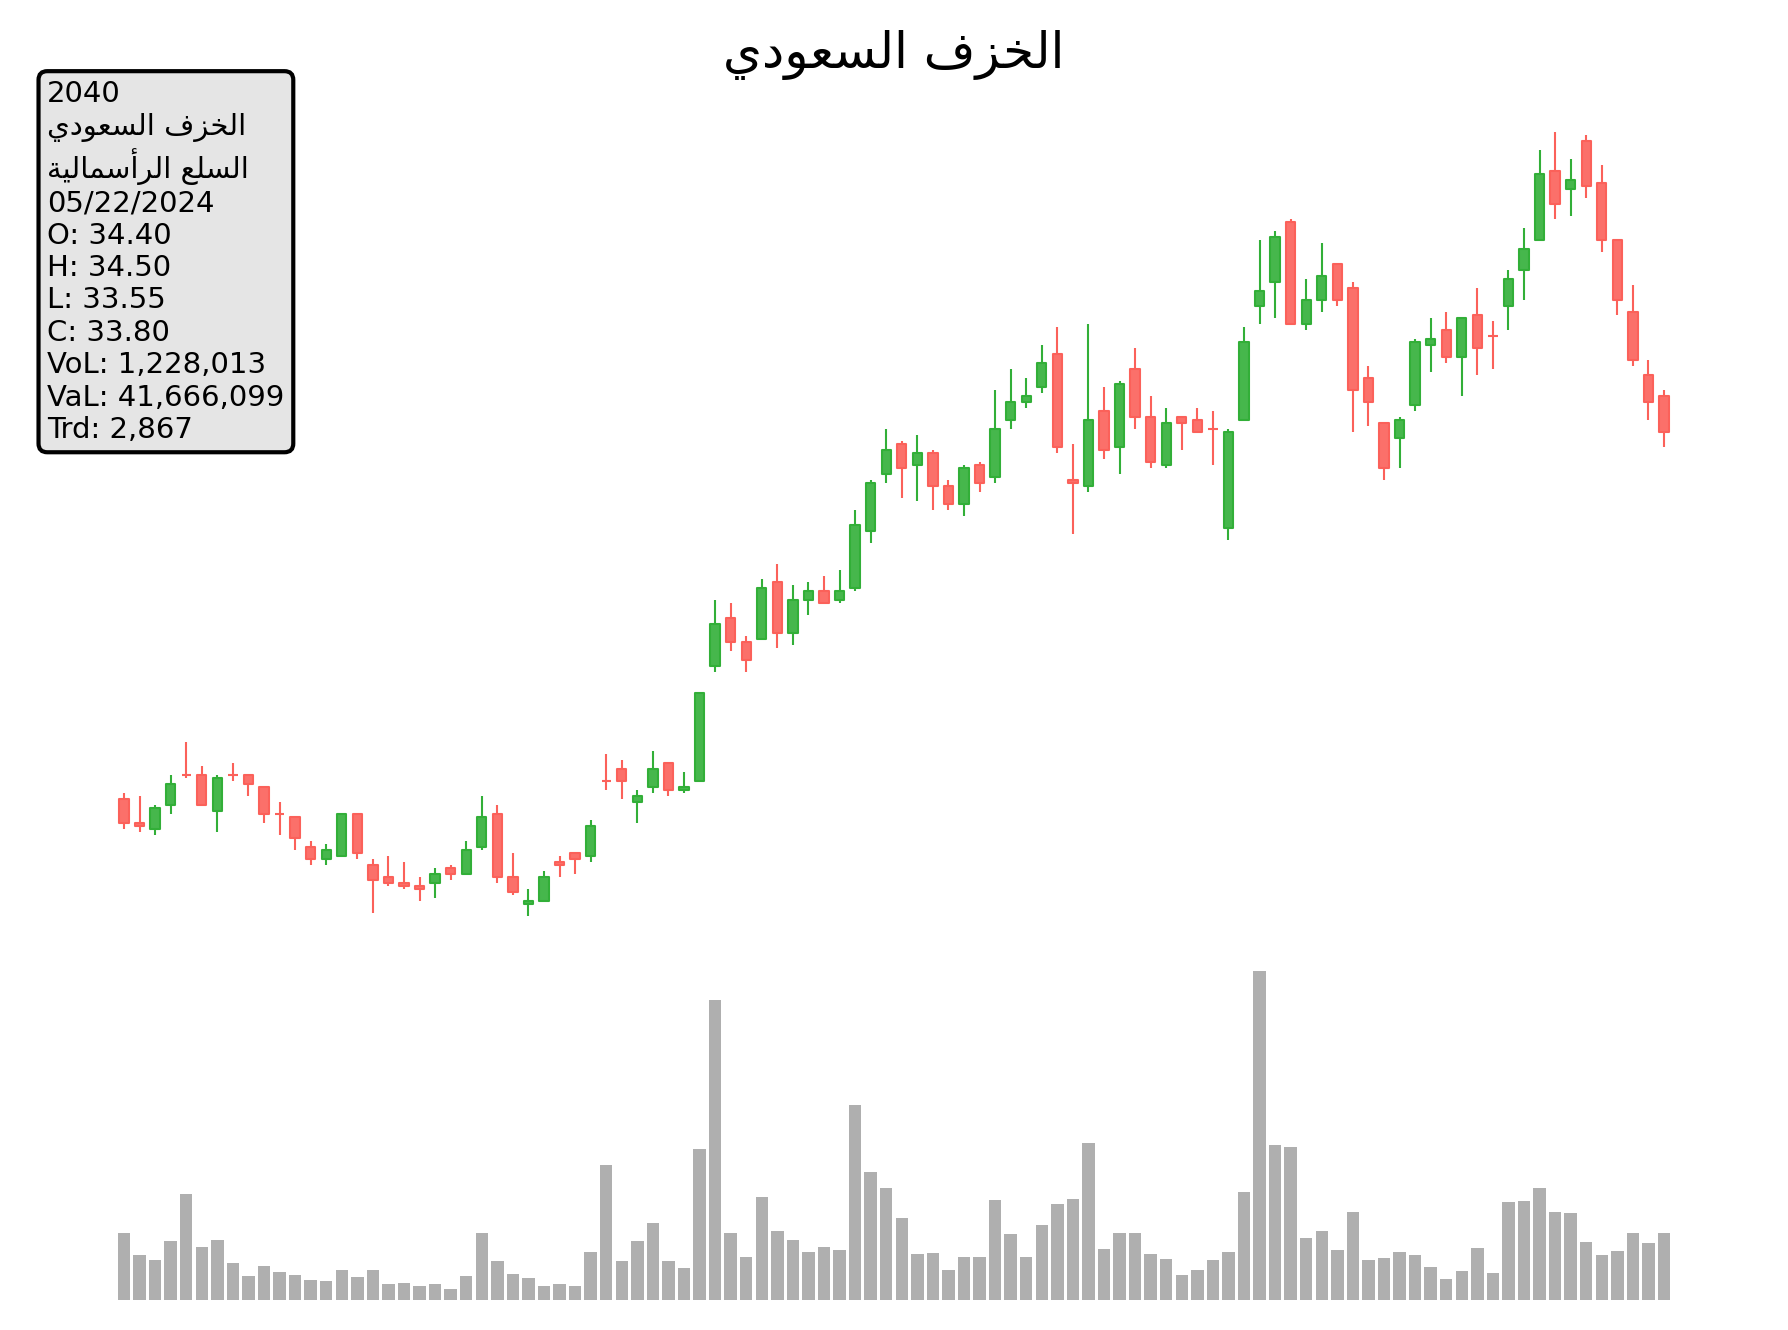 الخزف السعودي
2040
الخزف السعودي
السلع الرأسمالية
05/22/2024
O: 34.40
H: 34.50
L: 33.55
C: 33.80
VoL: 1,228,013
VaL: 41,666,099
Trd: 2,867